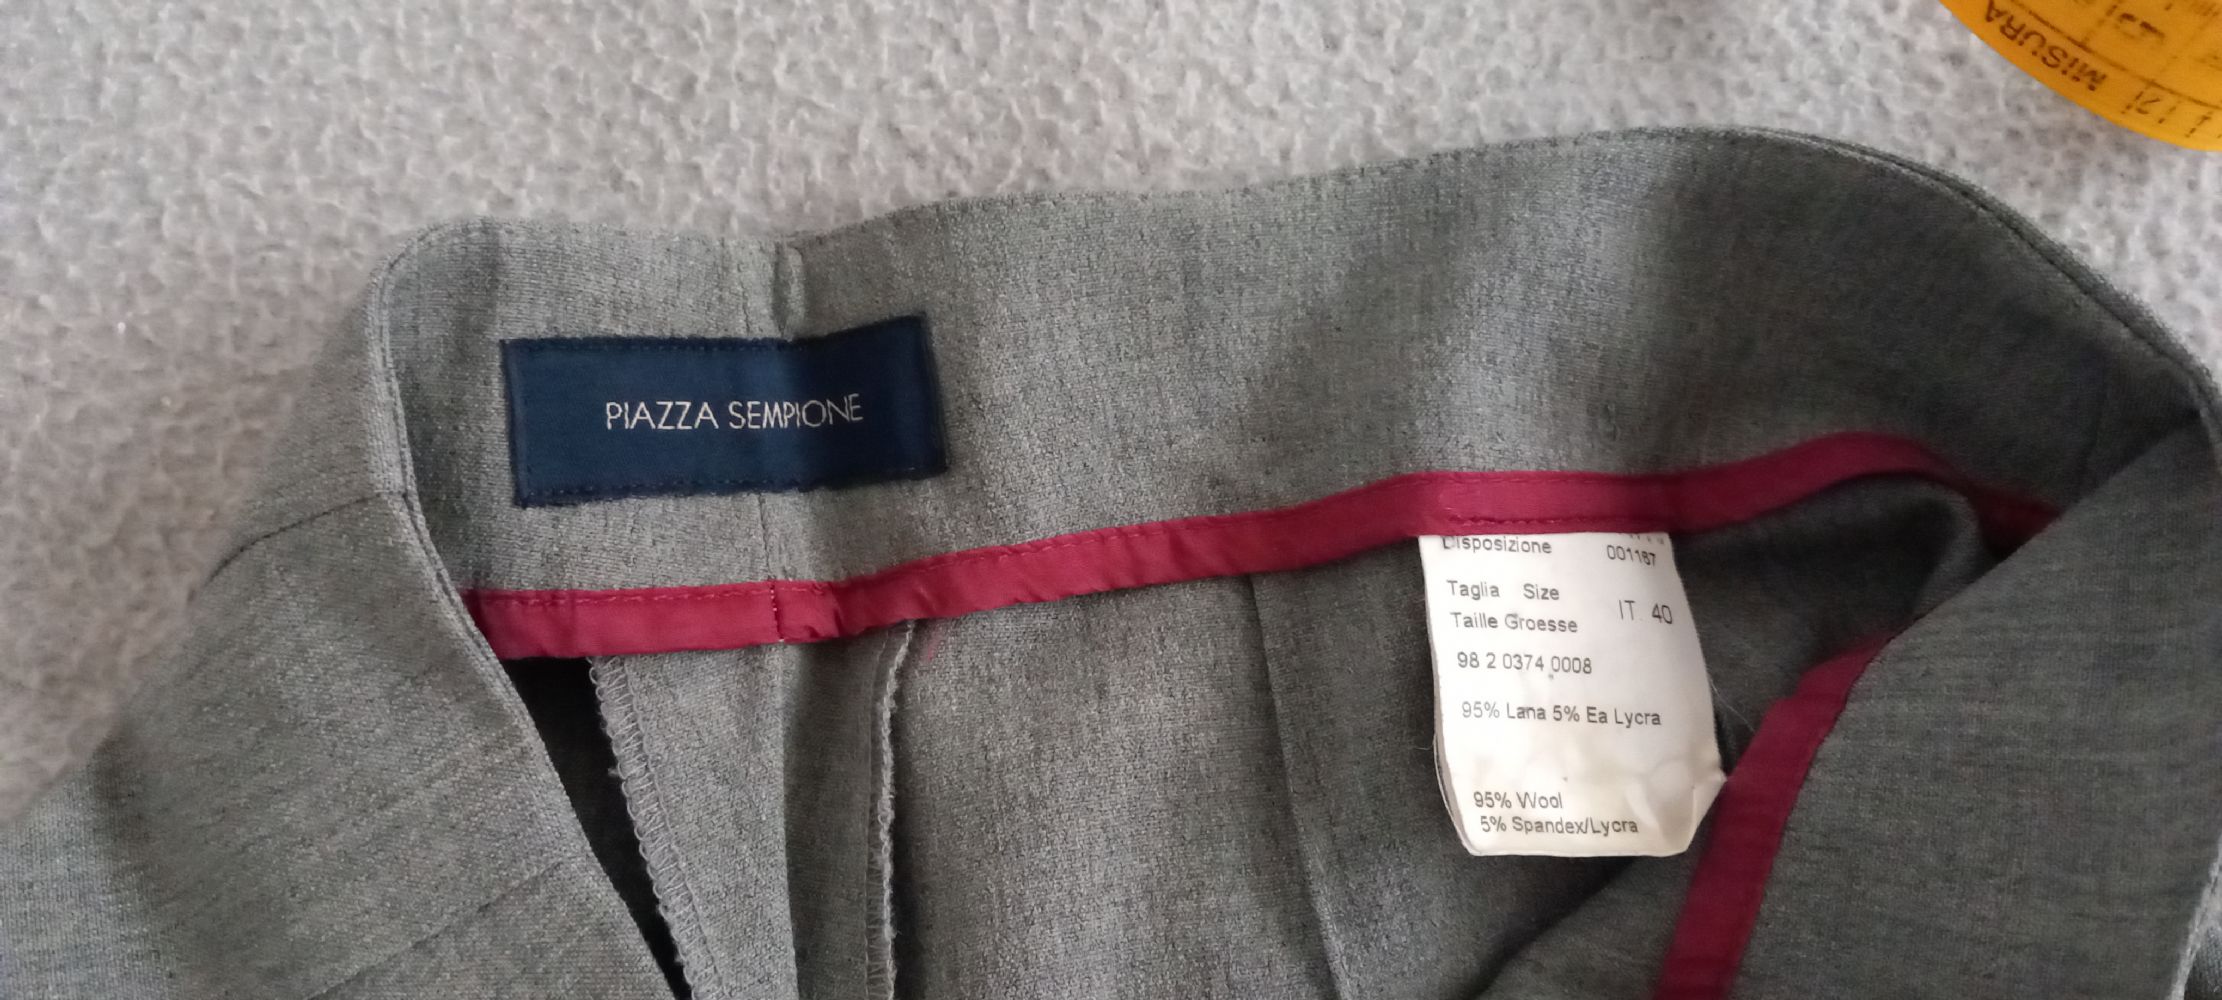 MISURA
PIAZZA SEMPIONE
Disposizione 001167
Taglia Size
Taille Groesse IT 40
98 2 0374 0008
95% Lana 5% Ea Lycra
95% Wool
5% Spandex/Lycra